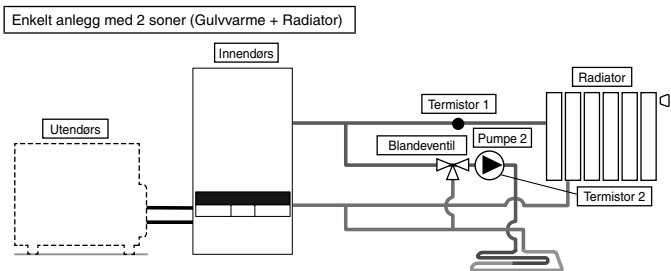 Enkelt anlegg med 2 soner (Gulvvarme + Radiator)
Innendørs
Radiator
Termistor 1
Utendørs
Blandeventil
Pumpe 2
Termistor 2